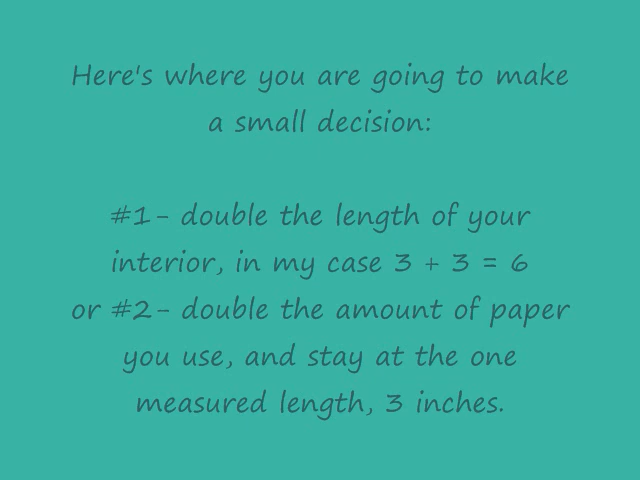 Here's where you are going to make
a small decision:
#1- double the length of your
interior, in my case 3 + 3 = 6
or #2- double the amount of paper
you use, and stay at the one
measured length, 3 inches.